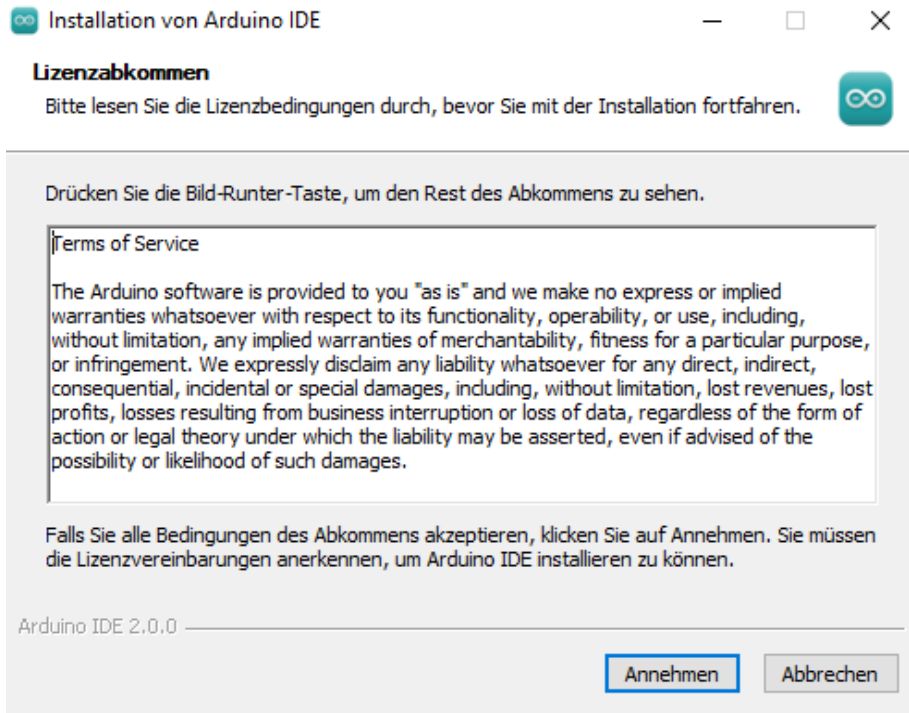 Installation von Arduino IDE
Lizenzabkommen
Bitte lesen Sie die Lizenzbedingungen durch, bevor Sie mit der Installation fortfahren.
Drücken Sie die Bild-Runter-Taste, um den Rest des Abkommens zu sehen.
Terms of Service
The Arduino software is provided to you "as is" and we make no express or implied
warranties whatsoever with respect to its functionality, operability, or use, including,
without limitation, any implied warranties of merchantability, fitness for a particular purpose,
or infringement. We expressly disclaim any liability whatsoever for any direct, indirect,
consequential, incidental or special damages, including, without limitation, lost revenues, lost
profits, losses resulting from business interruption or loss of data, regardless of the form of
action or legal theory under which the liability may be asserted, even if advised of the
possibility or likelihood of such damages.
Falls Sie alle Bedingungen des Abkommens akzeptieren, klicken Sie auf Annehmen. Sie müssen
die Lizenzvereinbarungen anerkennen, um Arduino IDE installieren zu können.
Arduino IDE 2.0.0
Annehmen Abbrechen